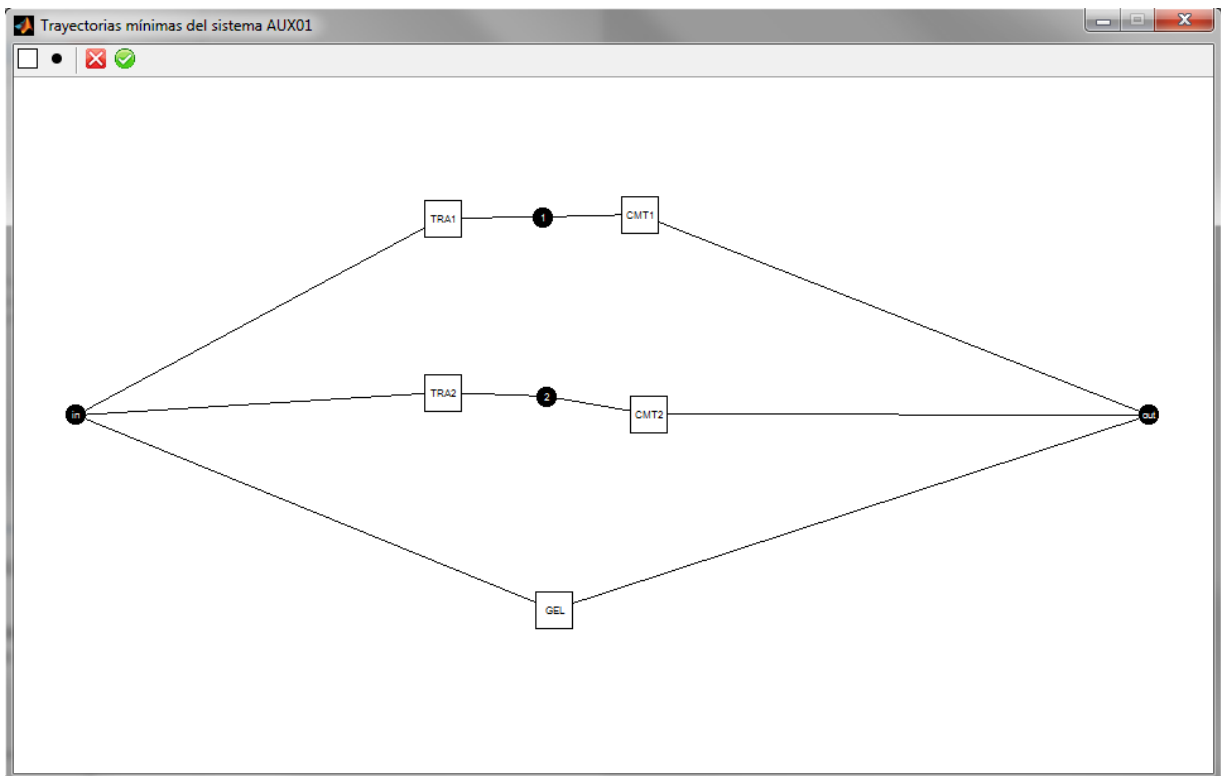 Trayectorias mínimas del sistema AUX01
TRA1
1
CMT1
in
TRA2
2
CMT2
out
GEL